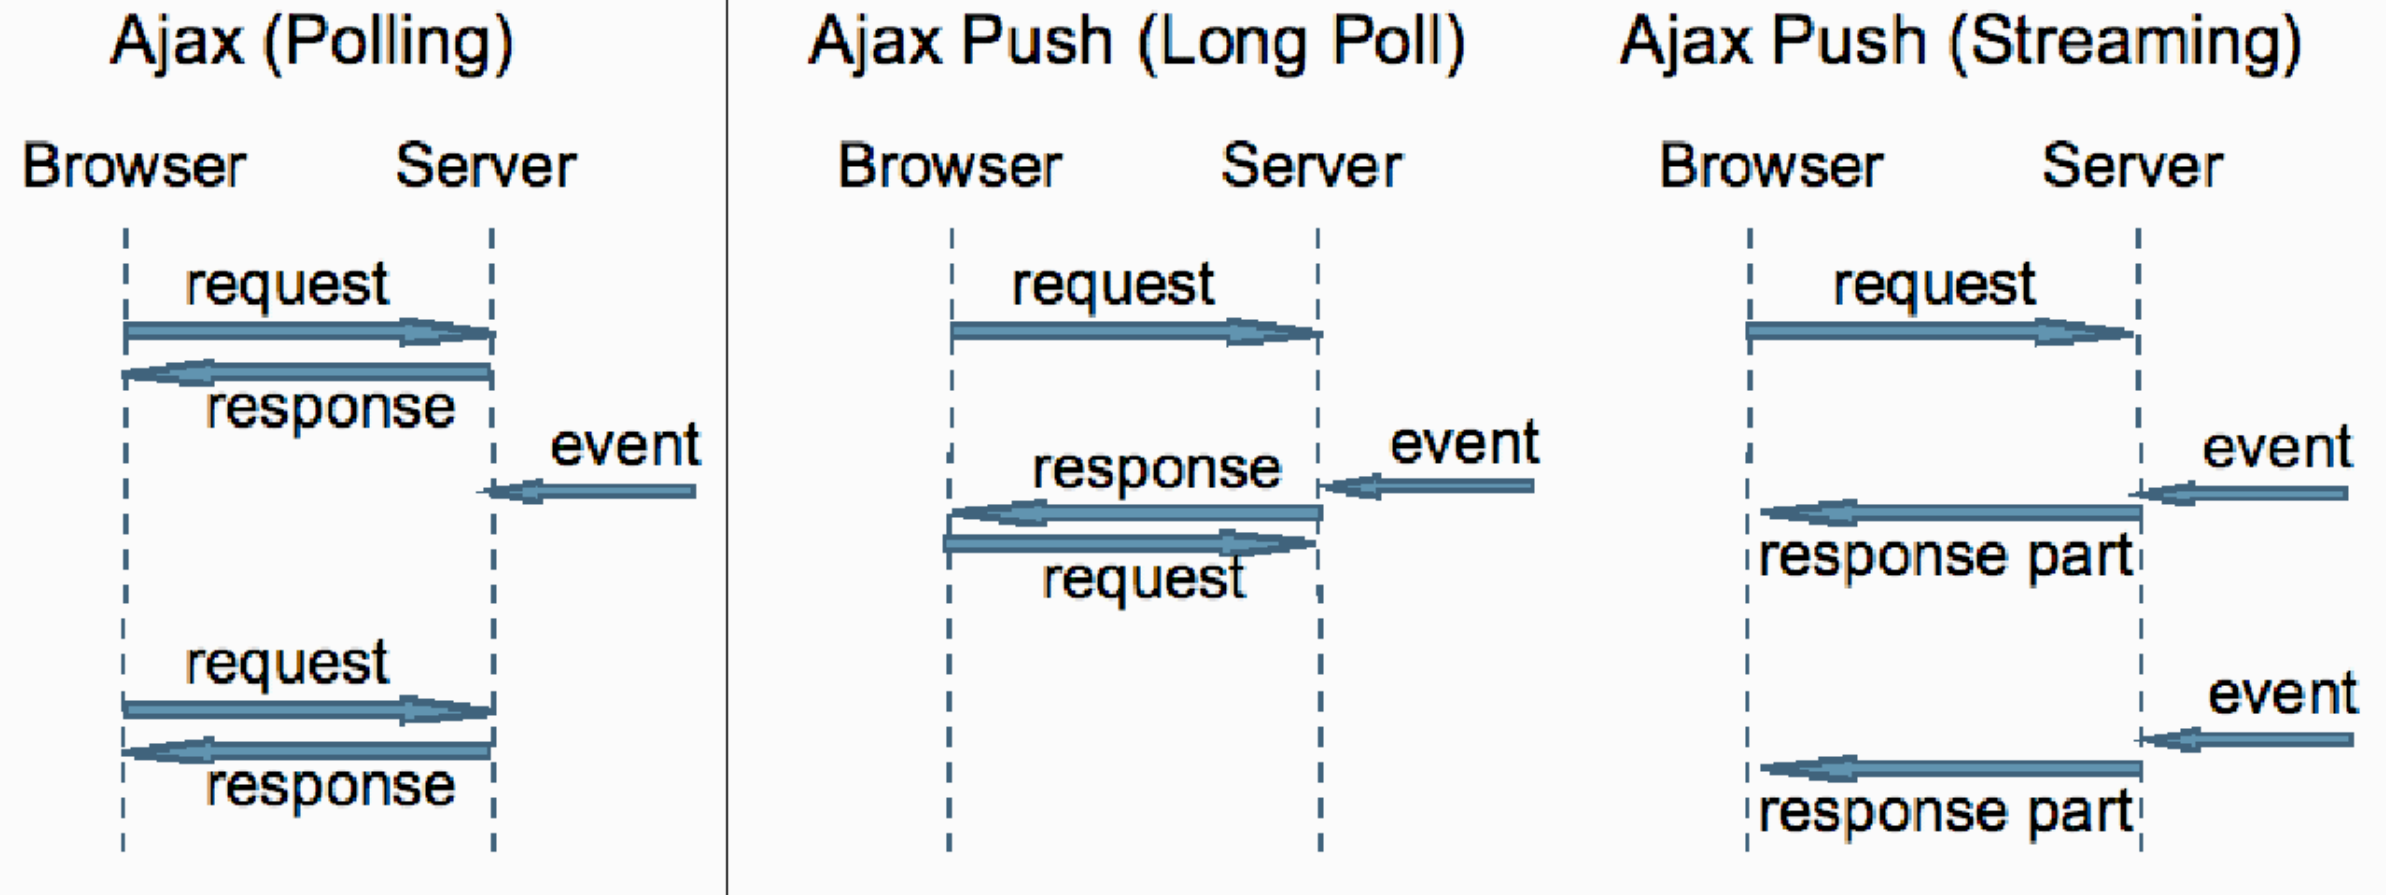 Ajax (Polling)
Browser Server
request
response
event
request
response
Ajax Push (Long Poll)
Browser Server
request
event
response
request
Ajax Push (Streaming)
Browser Server
request
event
response part
event
response part